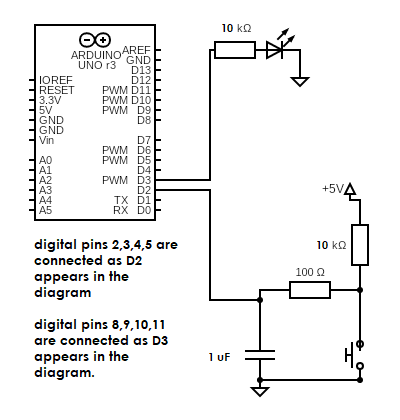 10 kΩ
ARDUINO
UNO r3
AREF
GND
D13
IOREF D12
RESET PWM D11
3.3V PWM D10
5V PWM D9
GND D8
GND
Vin D7
PWM D6
A0 PWM D5
A1 D4
A2 PWM D3
A3 D2
A4 TX D1
A5 RX D0
+5V
10 kΩ
100 Ω
1 uF
digital pins 2,3,4,5 are
connected as D2
appears in the
diagram
digital pins 8,9,10,11
are connected as D3
appears in the
diagram.